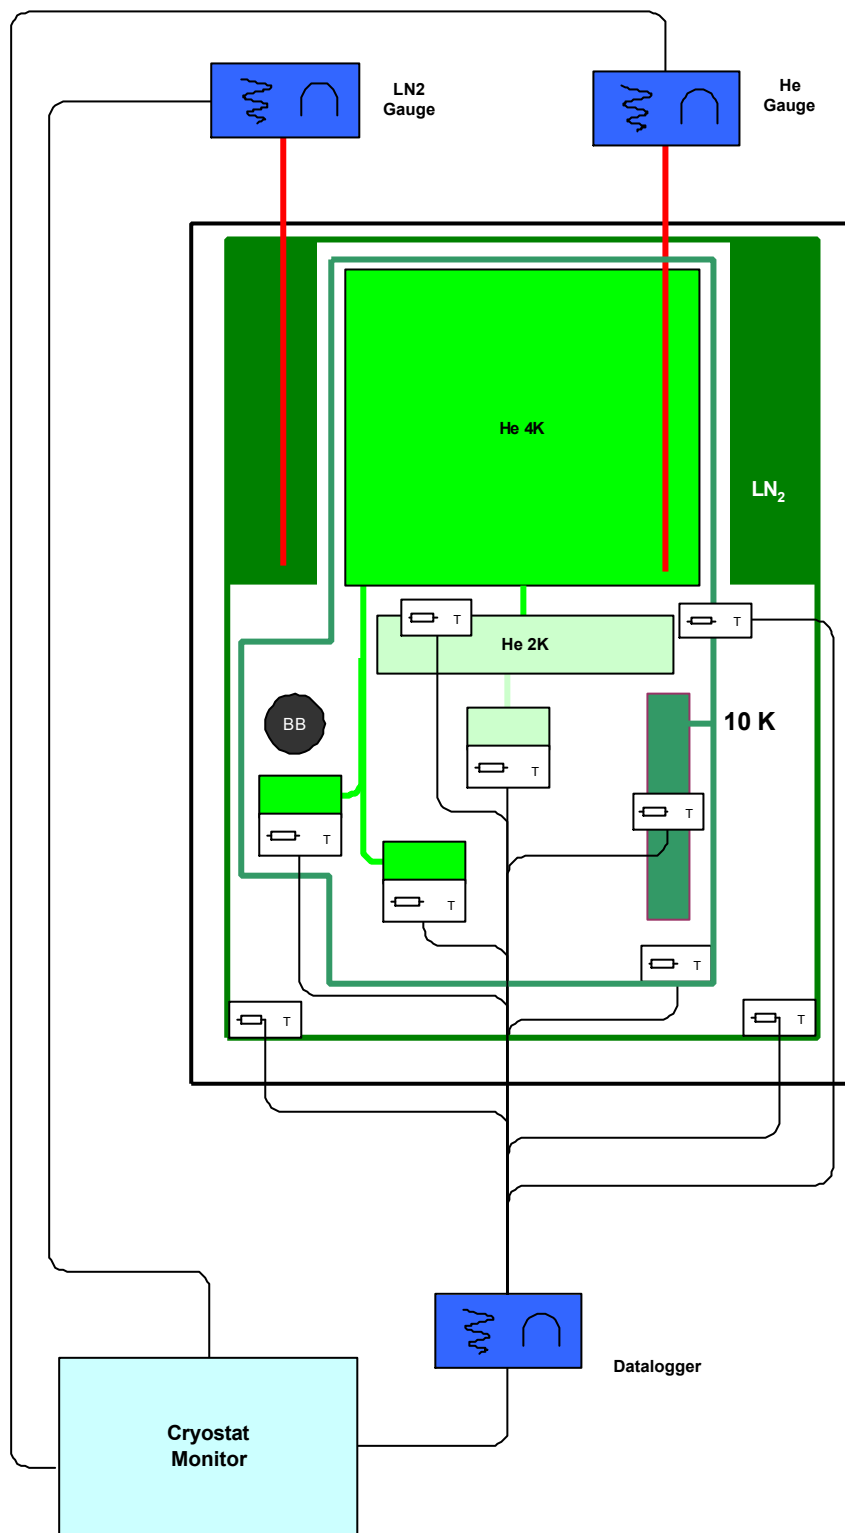 LN2
Gauge
He
Gauge
He 4K
LN2
T
T
He 2K
BB
10 K
T
T
T
T
T
T
T
Datalogger
Cryostat
Monitor